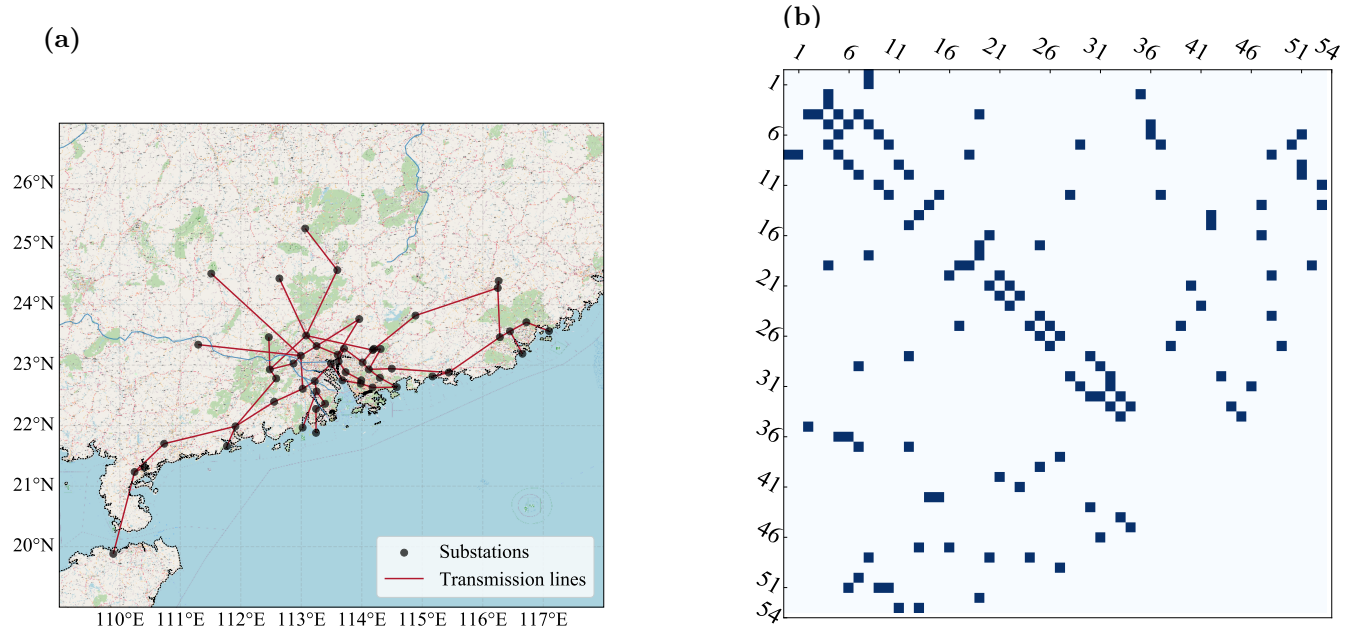 (a)
26°N
25°N
24°N
23°N
22°N
21°N
20°N
110°E 111°E 112°E 113°E 114°E 115°E 116°E 117°E
Substations
Transmission lines
(b)
1 6 11 16 21 26 31 36 41 46 51 54
1
6
11
16
21
26
31
36
41
46
51
54